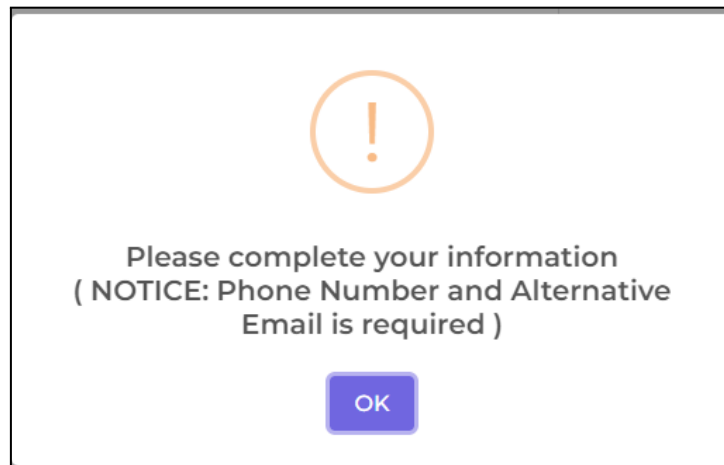 Please complete your information
( NOTICE: Phone Number and Alternative
Email is required )
OK